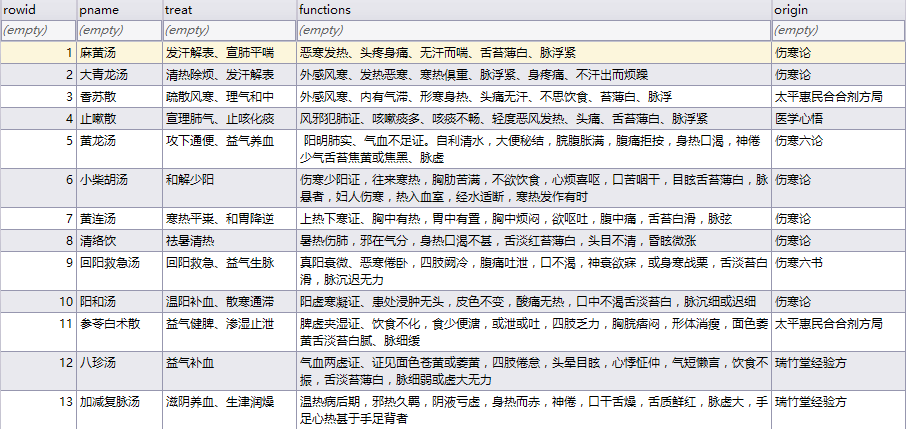 rowid pname treat functions origin
(empty) (empty) (empty) (empty) (empty)
1 麻黄汤 发汗解表、宣肺平喘 恶寒发热、头疼身痛、无汗而喘、舌苔薄白、脉浮紧 伤寒论
2 大青龙汤 清热除烦、发汗解表 外感风寒、发热恶寒、寒热俱重、脉浮紧、身疼痛、不汗出而烦躁 伤寒论
3 香苏散 疏散风寒、理气和中 外感风寒、内有气滞、形寒身热、头痛无汗、不思饮食、苔薄白、脉浮 太平惠民合合剂方局
4 止嗽散 宣理肺气、止咳化痰 风邪犯肺证、咳嗽痰多、咳痰不畅、轻度恶风发热、头痛、舌苔薄白、脉浮紧 医学心悟
5 黄龙汤 攻下通便、益气养血 阳明肺实、气血不足证。自利清水，大便秘结，脘腹胀满，腹痛拒按，身热口渴，神倦
少气舌苔焦黄或焦黑、脉虚 伤寒六论
6 小柴胡汤 和解少阳 伤寒少阳证，往来寒热，胸肋苦满，不欲饮食，心烦喜呕，口苦咽干，目眩舌苔薄白，脉
悬者，妇人伤寒，热入血室，经水适断，寒热发作有时 伤寒论
7 黄连汤 寒热平枈、和胃降逆 上热下寒证、胸中有热，胃中有置，胸中烦闷，欲呕吐，腹中痛，舌苔白滑，脉弦 伤寒论
8 清络饮 祛暑清热 暑热伤肺，邪在气分，身热口渴不甚，舌淡红苔薄白，头目不清，昏眩微涨 伤寒论
9 回阳救急汤 回阳救急、益气生脉 真阳衰微、恶寒倦卧，四肢阙冷，腹痛吐泄，口不渴，神衰欲寐，或身寒战栗，舌淡苔白
滑，脉沉迟无力 伤寒六书
10 阳和汤 温阳补血、散寒通滞 阳虚寒凝证、患处浸肿无头，皮色不变，酸痛无热，口中不渴舌淡苔白，脉沉细或迟细 伤寒论
11 参苓白术散 益气健脾、渗湿止泄 脾虚夹湿证、饮食不化，食少便溏，或泄或吐，四肢乏力，胸脘痞闷，形体消瘦，面色萎
黄舌淡苔白腻、脉细缓 太平惠民合合剂方局
12 八珍汤 益气补血 气血两虚证、证见面色苍黄或萎黄，四肢倦怠，头晕目眩，心悸怔仲，气短懒言，饮食不
振，舌淡苔薄白，脉细弱或虚大无力 瑞竹堂经验方
13 加减复脉汤 滋阴养血、生津润燥 温热病后期，邪热久羁，阴液亏虚，身热而赤，神倦，口干舌燥，舌质鲜红，脉虚大，手
足心热甚于手足背者 瑞竹堂经验方